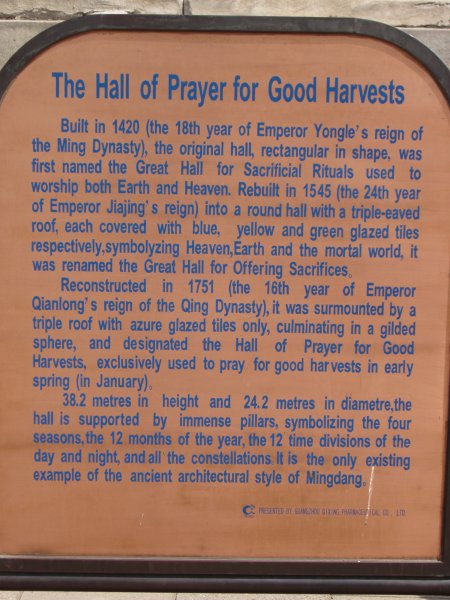 The Hall of Prayer for Good Harvests
Built in 1420 (the 18th year of Emperor Yongle's reign of
the Ming Dynasty), the original hall, rectangular in shape, was
first named the Great Hall for Sacrificial Rituals used to
worship both Earth and Heaven. Rebuilt in 1545 (the 24th year
of Emperor Jiajing's reign) into a round hall with a triple-eaved
roof, each covered with blue, yellow and green glazed tiles
respectively,symbolyzing Heaven,Earth and the mortal world, it
was renamed the Great Hall for Offering Sacrifices。
Reconstructed in 1751 (the 16th year of Emperor
Qianlong's reign of the Qing Dynasty), it was surmounted by a
triple roof with azure glazed tiles only, culminating in a gilded
sphere, and designated the Hall of Prayer for Good
Harvests, exclusively used to pray for good harvests in early
spring (in January)。
38.2 metres in height and 24.2 metres in diametre,the
hall is supported by immense pillars, symbolizing the four
seasons,the 12 months of the year, the 12 time divisions of the
day and night, and all the constellations. It is the only existing
example of the ancient architectural style of Mingdang。
PRESENTED BY GUANGZHOU QIXING PHARMACEUTICAL CO., LTD.